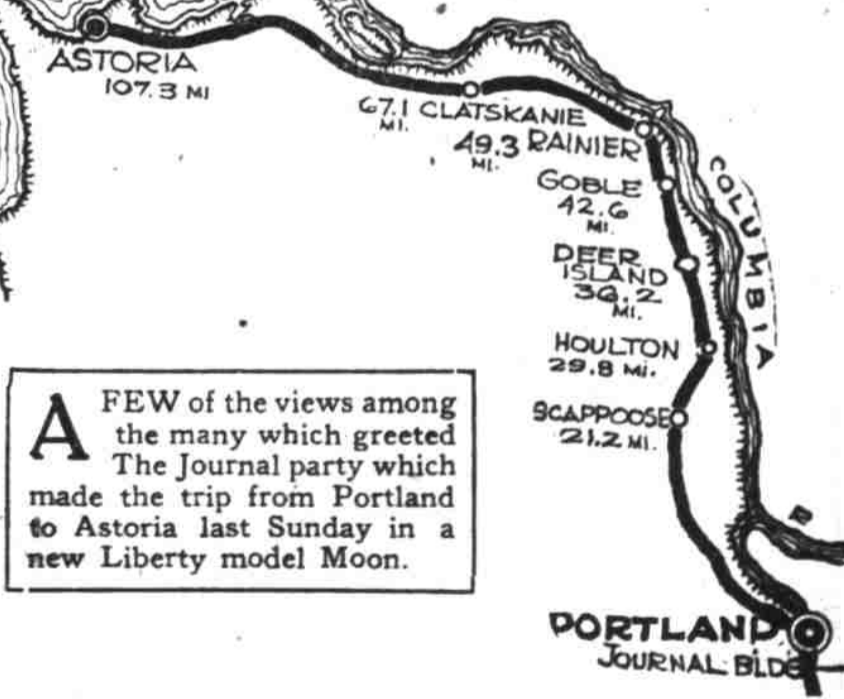 ASTORIA
107.3 MI
67.1 CLATSKANIE
MI.
49.3 RAINIER
MI.
GOBLE
42.6
MI.
DEER
ISLAND
36.2
MI.
COLUMBIA
HOULTON
29.8 Mi.
SCAPPOOSE
21.2 MI.
A FEW of the views among
the many which greeted
The Journal party which
made the trip from Portland
to Astoria last Sunday in a
new Liberty model Moon.
R
PORTLAND
JOURNAL BLDG